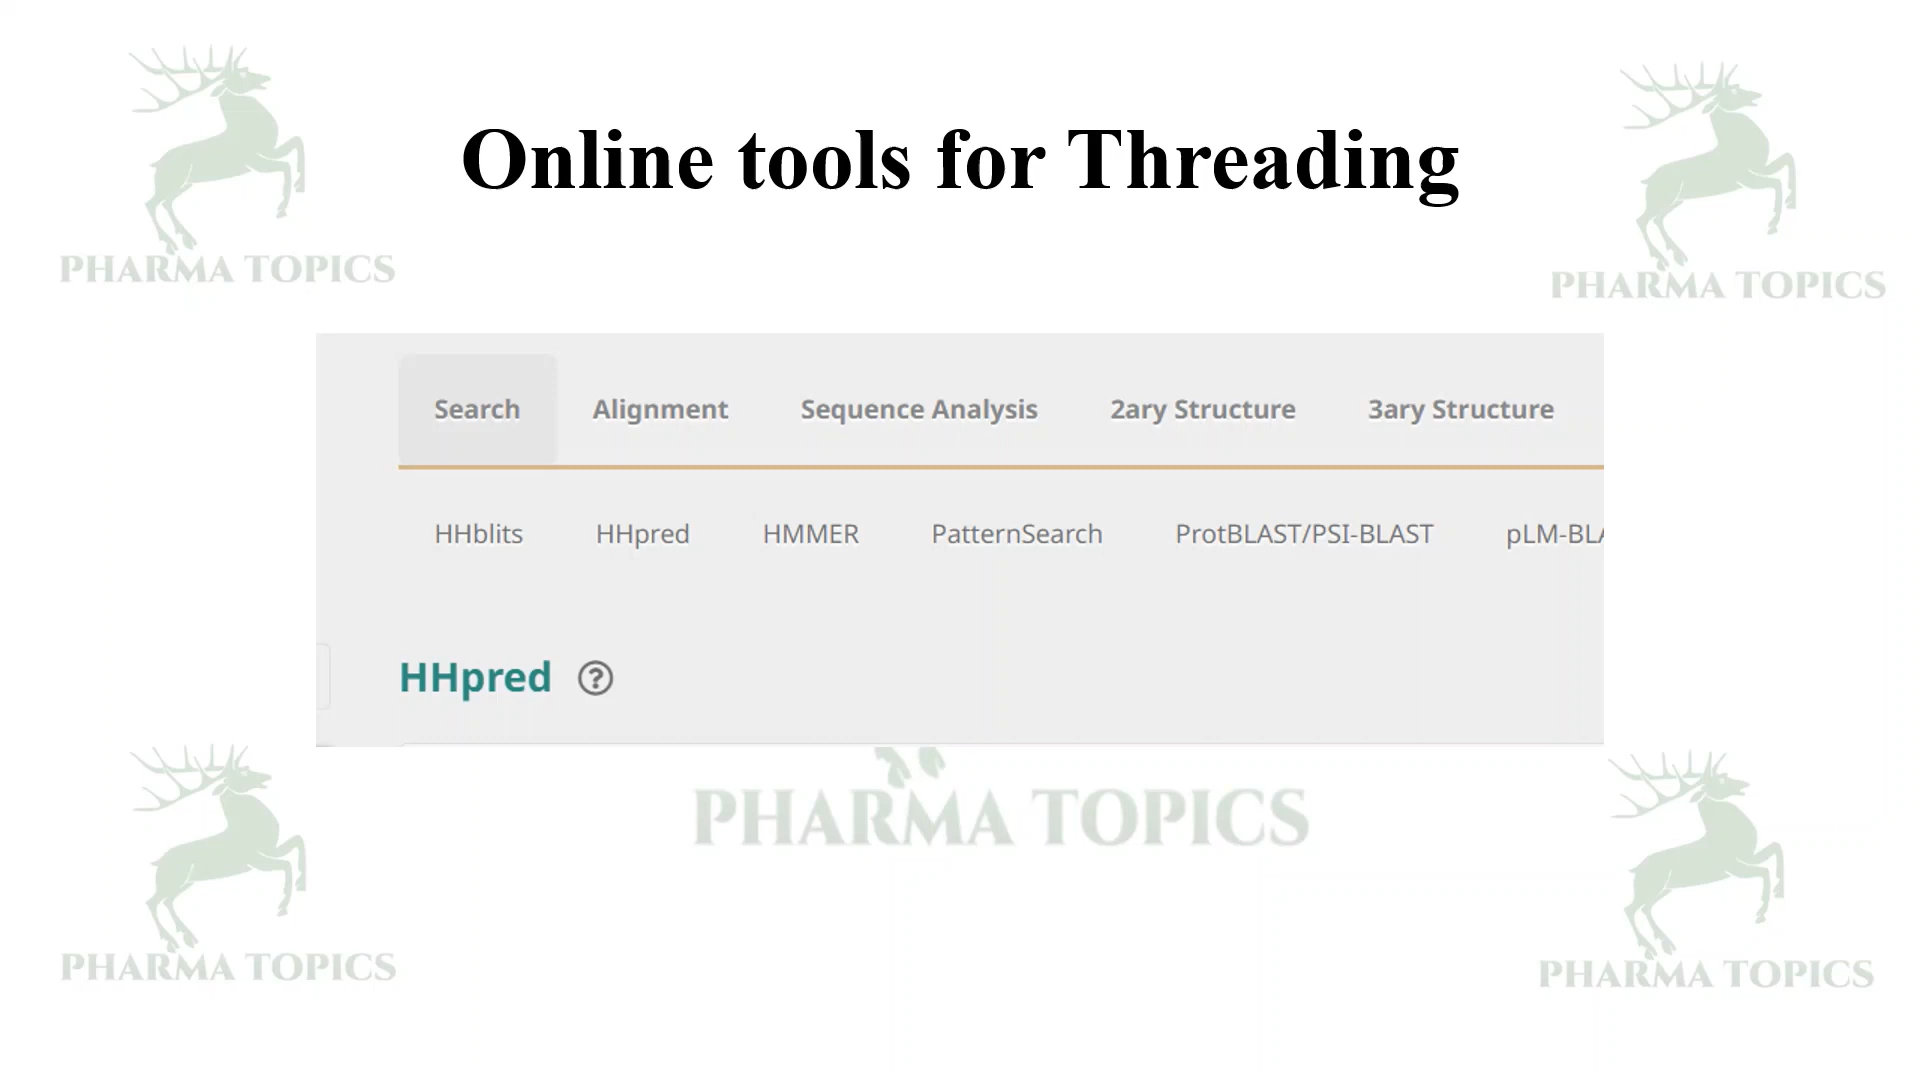 Online tools for Threading
PHARMA TOPICS
PHARMA TOPICS
Search Alignment Sequence Analysis 2ary Structure 3ary Structure
HHblits HHpred HMMER PatternSearch ProtBLAST/PSI-BLAST
HHpred
PHARMA TOPICS
PHARMA TOPICS
PHARMA TOPICS